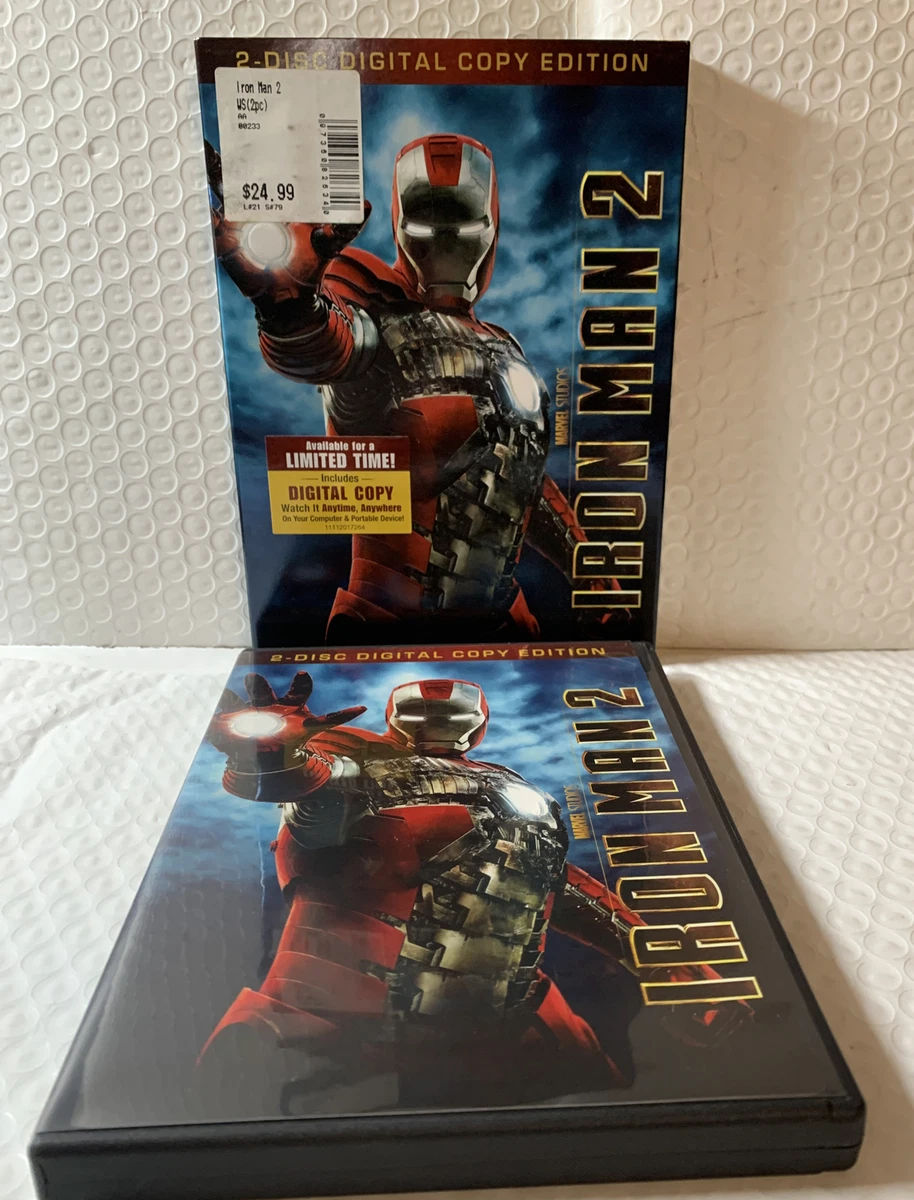 2-DISC DIGITAL COPY EDITION
Iron Man 2
WS(2pc)
AA
00233
$24.99
L#21 S#79
IRON MAN 2
MARVEL STUDIOS
Available for a
LIMITED TIME!
Includes
DIGITAL COPY
Watch It Anytime, Anywhere
On Your Computer & Portable Device!
11112017264
2-DISC DIGITAL COPY EDITION
IRON MAN 2
MARVEL STUDIOS